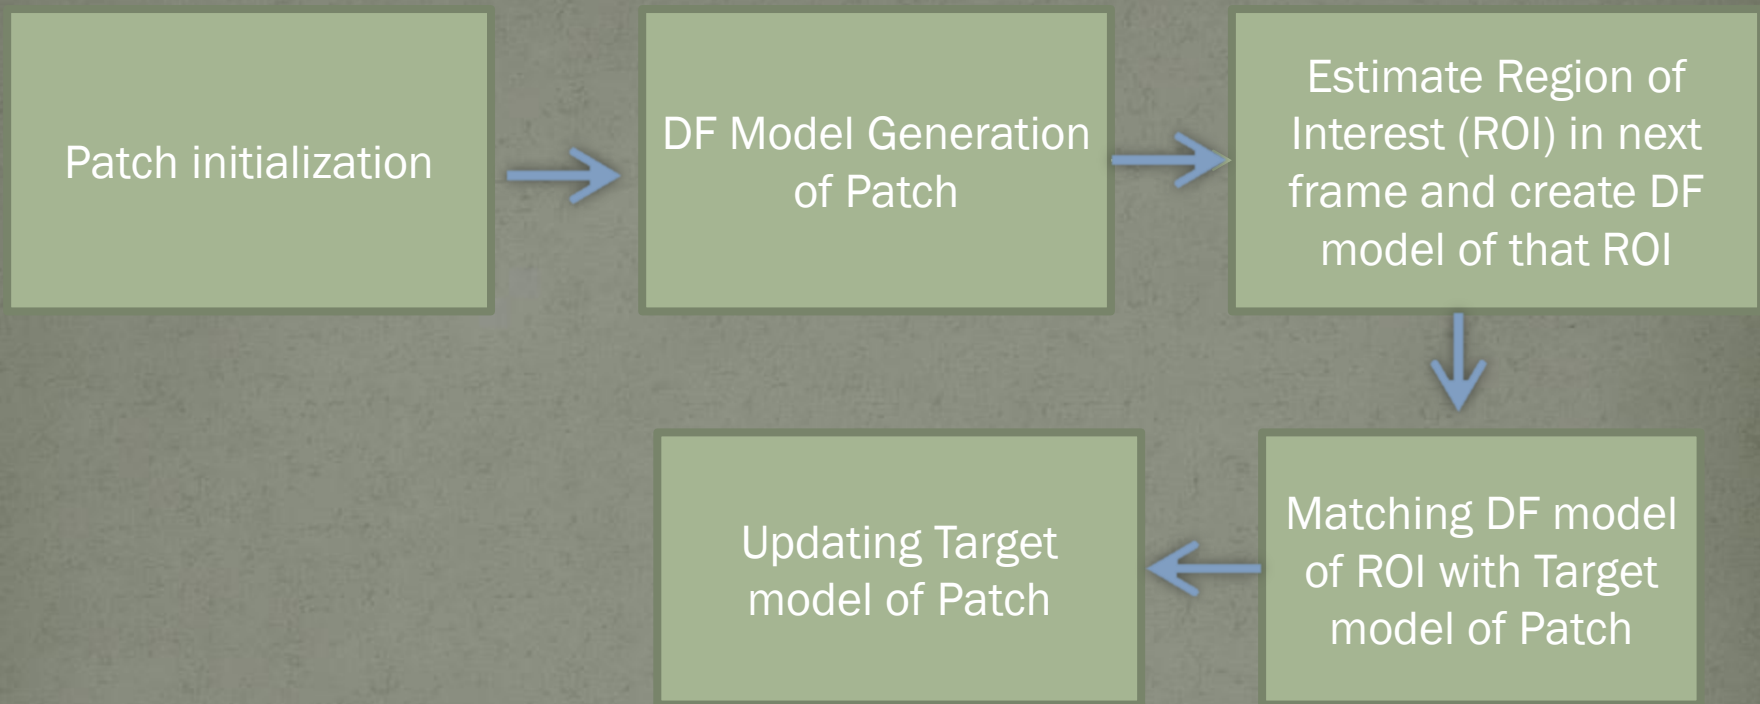 Patch initialization
DF Model Generation
of Patch
Estimate Region of
Interest (ROI) in next
frame and create DF
model of that ROI
Matching DF model
of ROI with Target
model of Patch
Updating Target
model of Patch